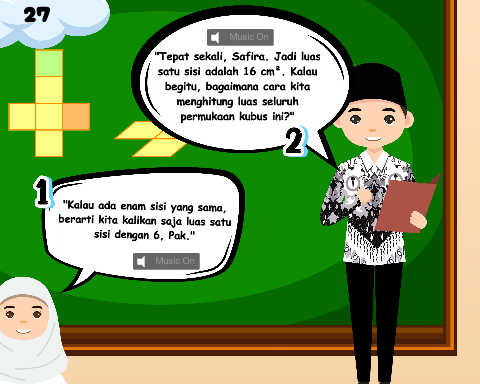 27
Music On
"Tepat sekali, Safira. Jadi luas
satu sisi adalah 16 cm². Kalau
begitu, bagaimana cara kita
menghitung luas seluruh
permukaan kubus ini?"
2
1
"Kalau ada enam sisi yang sama,
berarti kita kalikan saja luas satu
sisi dengan 6, Pak."
Music On